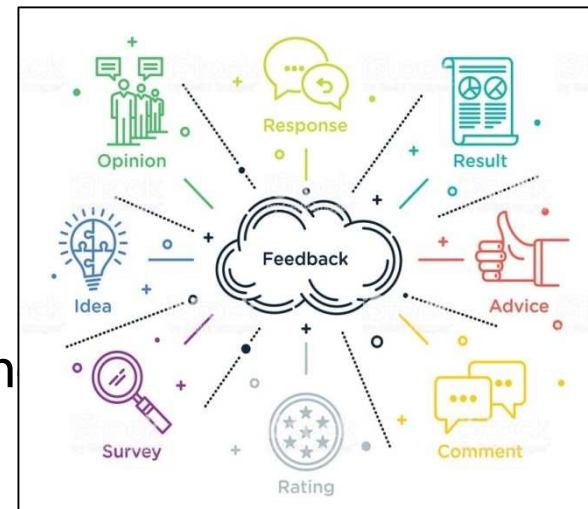 Response
Opinion
Result
Feedback
Idea
Advice
Survey
Comment
Rating